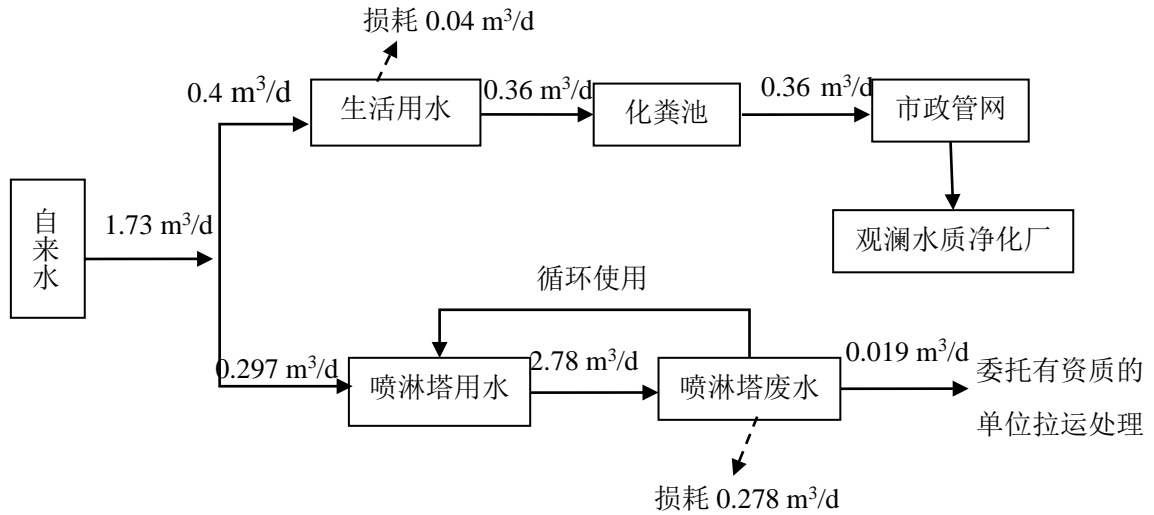 损耗 0.04 m³/d
0.4 m³/d
生活用水
0.36 m³/d
化粪池
0.36 m³/d
市政管网
自来水
1.73 m³/d
观澜水质净化厂
循环使用
0.297 m³/d
喷淋塔用水
2.78 m³/d
喷淋塔废水
0.019 m³/d
委托有资质的
单位拉运处理
损耗 0.278 m³/d